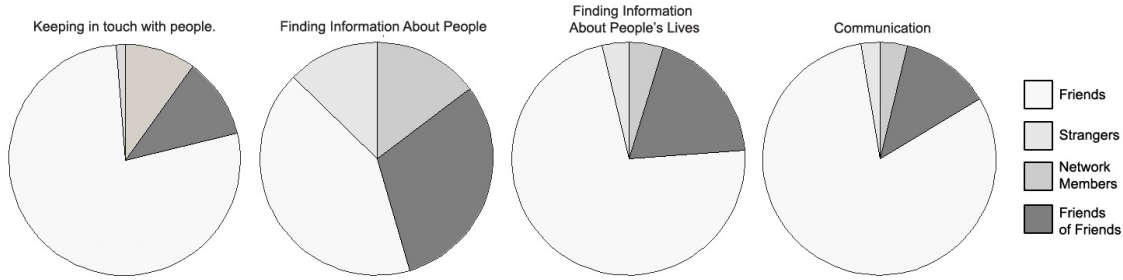 Keeping in touch with people.
Finding Information About People
Finding Information
About People's Lives
Communication
Friends
Strangers
Network
Members
Friends
of Friends